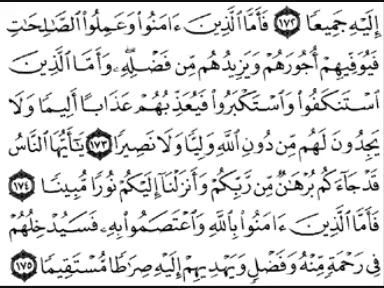 إِلَيْهِ جَمِيعًا ١٧٢ فَأَمَّا ٱلَّذِينَ ءَامَنُوا۟ وَعَمِلُوا۟ ٱلصَّـٰلِحَـٰتِ
فَيُوَفِّيهِمْ أُجُورَهُمْ وَيَزِيدُهُم مِّن فَضْلِهِۦ وَأَمَّا ٱلَّذِينَ
ٱسْتَنكَفُوا۟ وَٱسْتَكْبَرُوا۟ فَيُعَذِّبُهُمْ عَذَابًا أَلِيمًا وَلَا
يَجِدُونَ لَهُم مِّن دُونِ ٱللَّهِ وَلِيًّا وَلَا نَصِيرًا ١٧٣ يَـٰٓأَيُّهَا ٱلنَّاسُ
قَدْ جَآءَكُم بُرْهَـٰنٌ مِّن رَّبِّكُمْ وَأَنزَلْنَآ إِلَيْكُمْ نُورًا مُّبِينًا ١٧٤
فَأَمَّا ٱلَّذِينَ ءَامَنُوا۟ بِٱللَّهِ وَٱعْتَصَمُوا۟ بِهِۦ فَسَيُدْخِلُهُمْ
فِى رَحْمَةٍ مِّنْهُ وَفَضْلٍ وَيَهْدِيهِمْ إِلَيْهِ صِرَٰطًا مُّسْتَقِيمًا ١٧٥